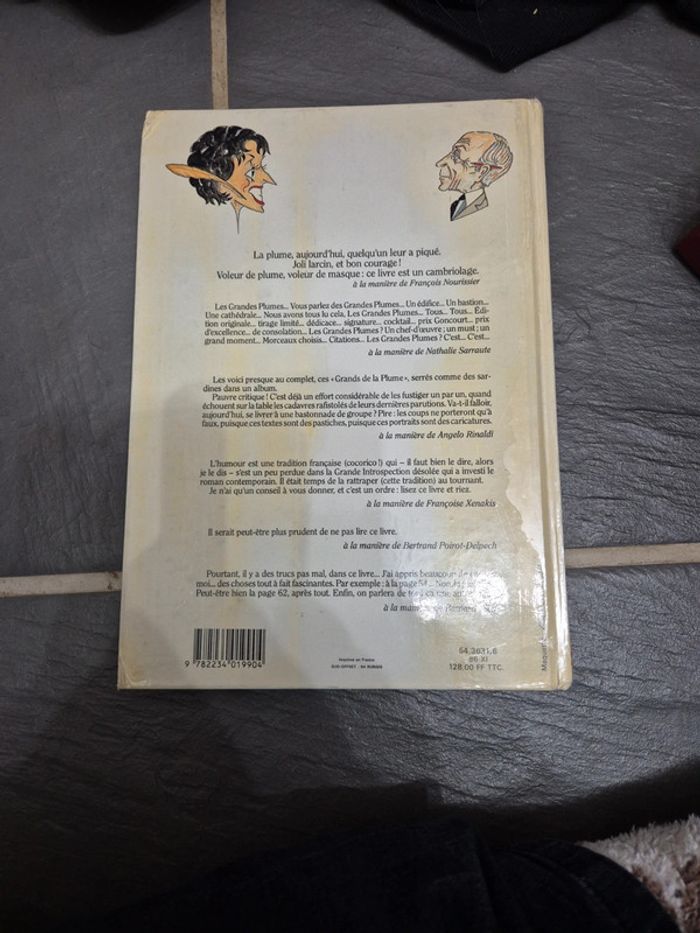 La plume, aujourd'hui, quelqu'un leur a piqué.
Joli larcin, et bon courage !
Voleur de plume, voleur de masque : ce livre est un cambriolage.
à la manière de François Nourissier
Les Grandes Plumes... Vous parlez des Grandes Plumes... Un édifice... Un bastion...
Une cathédrale... Nous avons tous lu cela, Les Grandes Plumes... Tous... Tous... Édi-
tion originale... tirage limité... dédicace... signature... cocktail... prix Goncourt... prix
d'excellence... de consolation... Les Grandes Plumes ? Un chef-d'œuvre ; un must ; un
grand moment... Morceaux choisis... Citations... Les Grandes Plumes ? C'est... C'est...
à la manière de Nathalie Sarraute
Les voici presque au complet, ces « Grands de la Plume », serrés comme des sar-
dines dans un album.
Pauvre critique ! C'est déjà un effort considérable de les fustiger un par un, quand
échouent sur la table les cadavres rafistolés de leurs dernières parutions. Va-t-il falloir,
aujourd'hui, se livrer à une bastonnade de groupe ? Pire : les coups ne porteront qu'à
faux, puisque ces textes sont des pastiches, puisque ces portraits sont des caricatures.
à la manière de Angelo Rinaldi
L'humour est une tradition française (cocorico !) qui – il faut bien le dire, alors
je le dis – s'est un peu perdue dans la Grande Introspection désolée qui a investi le
roman contemporain. Il était temps de la rattraper (cette tradition) au tournant.
Je n'ai qu'un conseil à vous donner, et c'est un ordre : lisez ce livre et riez.
à la manière de Françoise Xenakis
Il serait peut-être plus prudent de ne pas lire ce livre.
à la manière de Bertrand Poirot-Delpech
Pourtant, il y a des trucs pas mal, dans ce livre... J'ai appris beaucoup de
moi... des choses tout à fait fascinantes. Par exemple : à la page 54... Non,
Peut-être bien la page 62, après tout. Enfin, on parlera de
à la manière de
9 782234 019904
Imprimé en France
54.3631.6
86-XI
128,00 FF TTC.